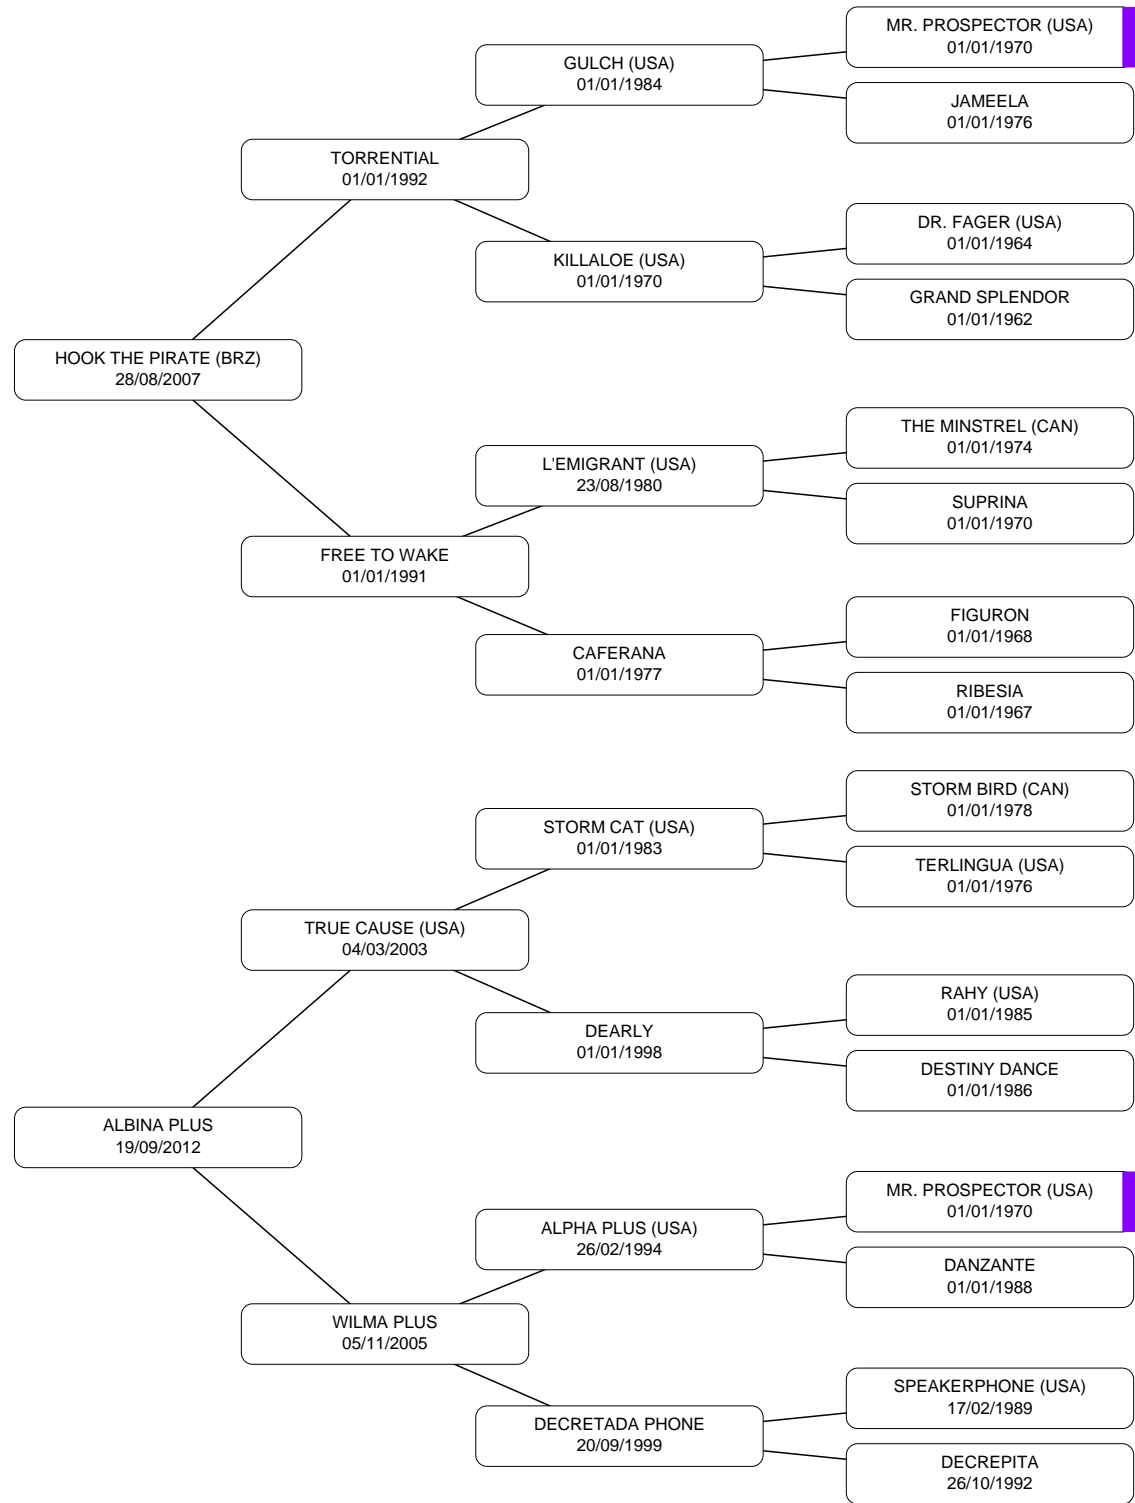 MR. PROSPECTOR (USA)
01/01/1970
GULCH (USA)
01/01/1984
JAMEELA
01/01/1976
TORRENTIAL
01/01/1992
DR. FAGER (USA)
01/01/1964
KILLALOE (USA)
01/01/1970
GRAND SPLENDOR
01/01/1962
HOOK THE PIRATE (BRZ)
28/08/2007
THE MINSTREL (CAN)
01/01/1974
L'EMIGRANT (USA)
23/08/1980
SUPRINA
01/01/1970
FREE TO WAKE
01/01/1991
FIGURON
01/01/1968
CAFERANA
01/01/1977
RIBESIA
01/01/1967
STORM BIRD (CAN)
01/01/1978
STORM CAT (USA)
01/01/1983
TERLINGUA (USA)
01/01/1976
TRUE CAUSE (USA)
04/03/2003
RAHY (USA)
01/01/1985
DEARLY
01/01/1998
DESTINY DANCE
01/01/1986
ALBINA PLUS
19/09/2012
MR. PROSPECTOR (USA)
01/01/1970
ALPHA PLUS (USA)
26/02/1994
DANZANTE
01/01/1988
WILMA PLUS
05/11/2005
SPEAKERPHONE (USA)
17/02/1989
DECRETADA PHONE
20/09/1999
DECREPITA
26/10/1992